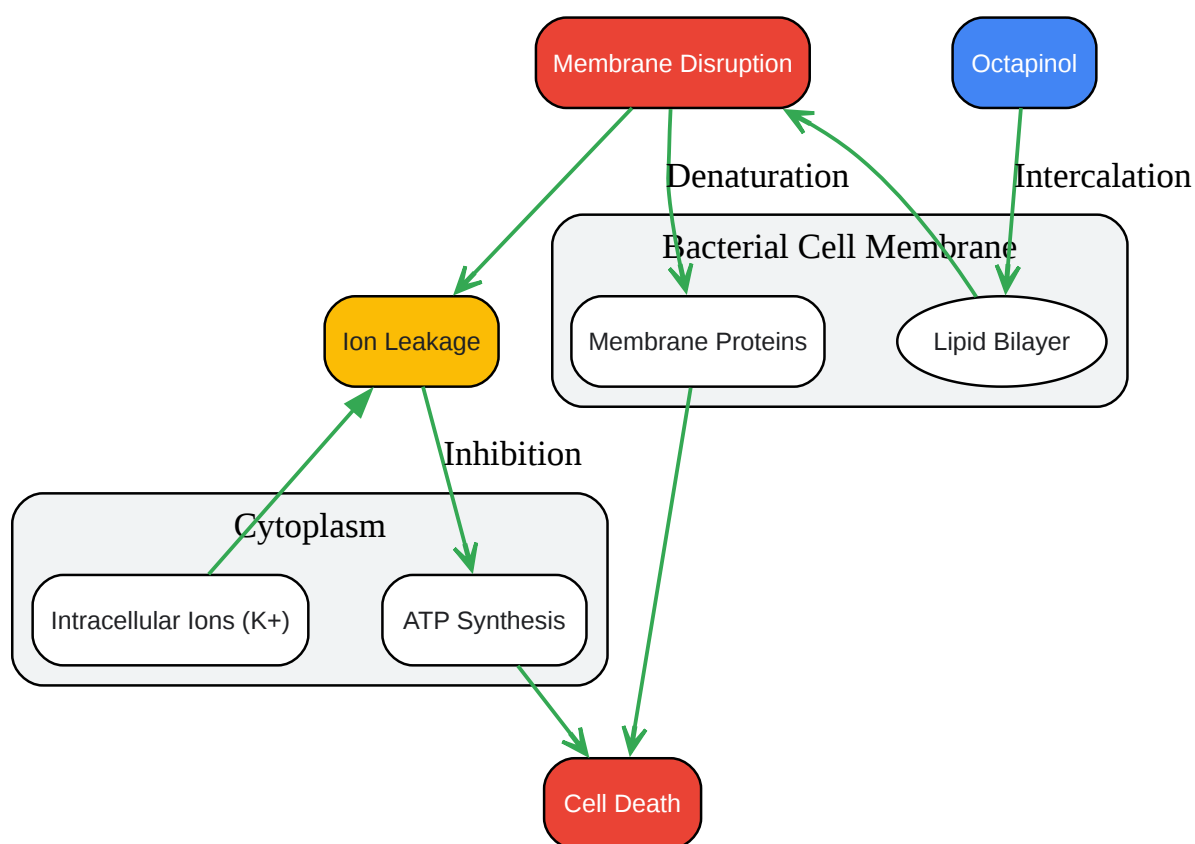 Membrane Disruption
Octapinol
Denaturation
Intercalation
Bacterial Cell Membrane
Ion Leakage
Membrane Proteins
Lipid Bilayer
Inhibition
Cytoplasm
Intracellular Ions (K+)
ATP Synthesis
Cell Death